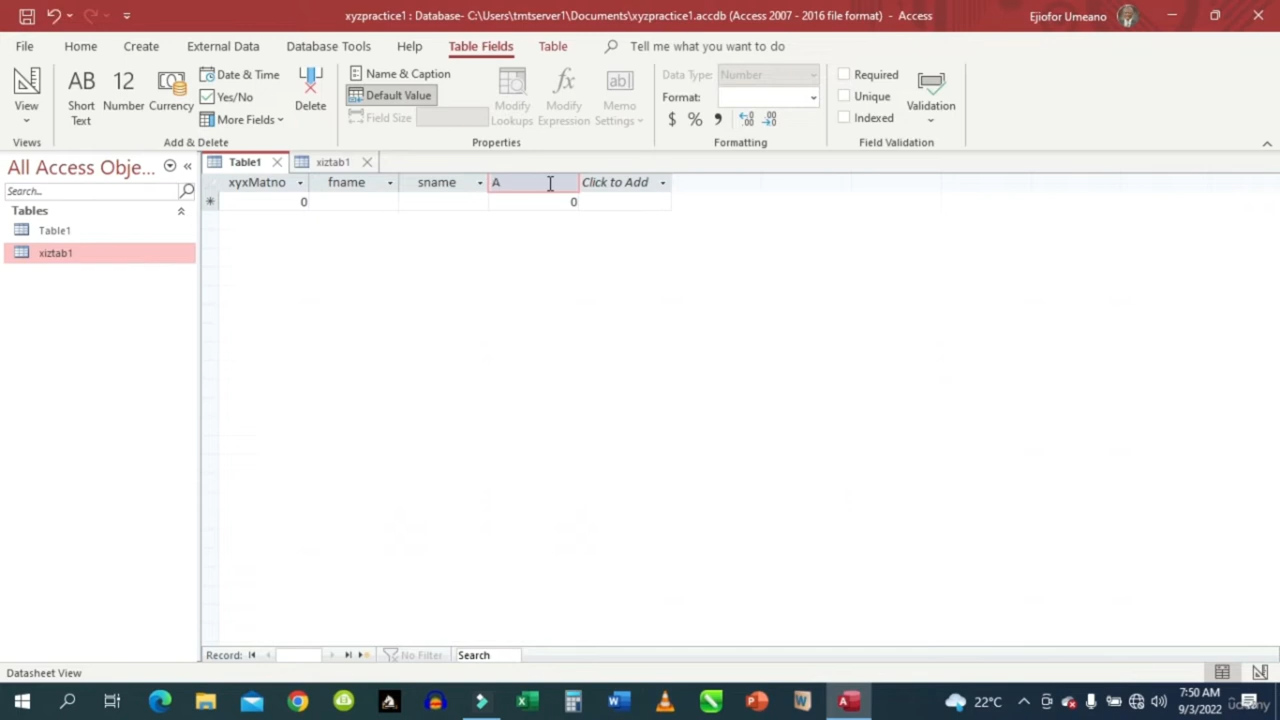 xyzpractice1 : Database- C:\Users\tmtserver1\Documents\xyzpractice1.accdb (Access 2007 - 2016 file format) - Access
Ejiofor Umeano
File Home Create External Data Database Tools Help Table Fields Table Tell me what you want to do
View
Views
AB Short Text
12 Number
Currency
Date & Time
Yes/No
More Fields
Delete
Add & Delete
Name & Caption
Default Value
Field Size
Modify Lookups
fx Modify Expression
ab| Memo Settings
Properties
Data Type: Number
Format:
$ % , ←0 .00 .00 →0
Formatting
Required
Unique
Indexed
Validation
Field Validation
All Access Obje... «
Search...
Tables
Table1
xiztab1
Table1 xiztab1
xyxMatno fname sname A Click to Add
* 0 0
Record: No Filter Search
Datasheet View
22°C
7:50 AM
9/3/2022
ûdemy